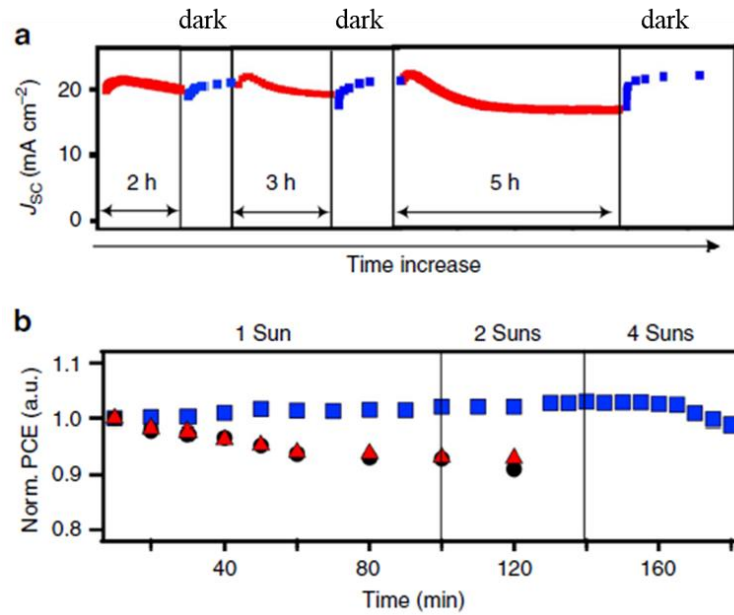 dark dark dark
a
20
10
0
J_SC (mA cm⁻²)
2 h 3 h 5 h
Time increase
b
1 Sun 2 Suns 4 Suns
1.1
1.0
0.9
0.8
Norm. PCE (a.u.)
40 80 120 160
Time (min)